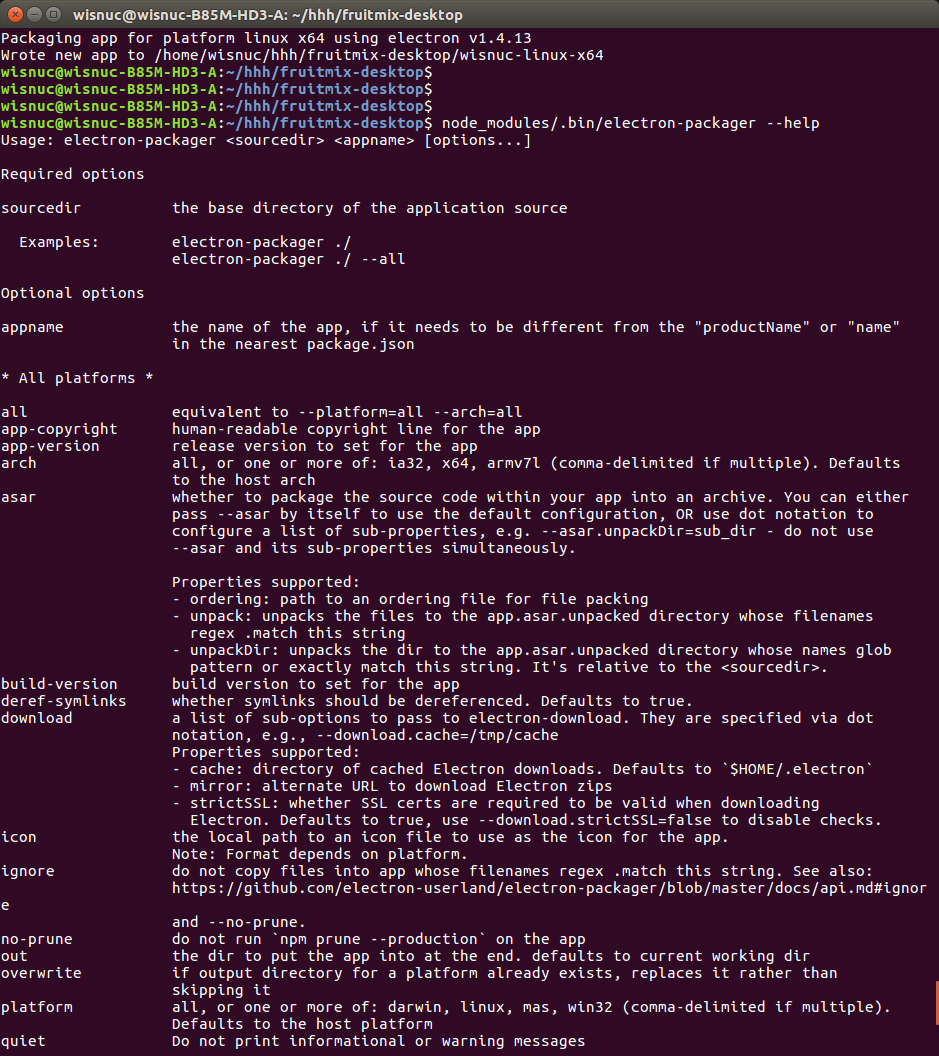 wisnuc@wisnuc-B85M-HD3-A: ~/hhh/fruitmix-desktop
Packaging app for platform linux x64 using electron v1.4.13
Wrote new app to /home/wisnuc/hhh/fruitmix-desktop/wisnuc-linux-x64
wisnuc@wisnuc-B85M-HD3-A:~/hhh/fruitmix-desktop$
wisnuc@wisnuc-B85M-HD3-A:~/hhh/fruitmix-desktop$
wisnuc@wisnuc-B85M-HD3-A:~/hhh/fruitmix-desktop$
wisnuc@wisnuc-B85M-HD3-A:~/hhh/fruitmix-desktop$ node_modules/.bin/electron-packager --help
Usage: electron-packager <sourcedir> <appname> [options...]
Required options
sourcedir          the base directory of the application source
  Examples:        electron-packager ./
                   electron-packager ./ --all
Optional options
appname            the name of the app, if it needs to be different from the "productName" or "name"
                   in the nearest package.json
* All platforms *
all                equivalent to --platform=all --arch=all
app-copyright      human-readable copyright line for the app
app-version        release version to set for the app
arch               all, or one or more of: ia32, x64, armv7l (comma-delimited if multiple). Defaults
                   to the host arch
asar               whether to package the source code within your app into an archive. You can either
                   pass --asar by itself to use the default configuration, OR use dot notation to
                   configure a list of sub-properties, e.g. --asar.unpackDir=sub_dir - do not use
                   --asar and its sub-properties simultaneously.
                   Properties supported:
                   - ordering: path to an ordering file for file packing
                   - unpack: unpacks the files to the app.asar.unpacked directory whose filenames
                     regex .match this string
                   - unpackDir: unpacks the dir to the app.asar.unpacked directory whose names glob
                     pattern or exactly match this string. It's relative to the <sourcedir>.
build-version      build version to set for the app
deref-symlinks     whether symlinks should be dereferenced. Defaults to true.
download           a list of sub-options to pass to electron-download. They are specified via dot
                   notation, e.g., --download.cache=/tmp/cache
                   Properties supported:
                   - cache: directory of cached Electron downloads. Defaults to `$HOME/.electron`
                   - mirror: alternate URL to download Electron zips
                   - strictSSL: whether SSL certs are required to be valid when downloading
                     Electron. Defaults to true, use --download.strictSSL=false to disable checks.
icon               the local path to an icon file to use as the icon for the app.
                   Note: Format depends on platform.
ignore             do not copy files into app whose filenames regex .match this string. See also:
                   https://github.com/electron-userland/electron-packager/blob/master/docs/api.md#ignor
e
                   and --no-prune.
no-prune           do not run `npm prune --production` on the app
out                the dir to put the app into at the end. defaults to current working dir
overwrite          if output directory for a platform already exists, replaces it rather than
                   skipping it
platform           all, or one or more of: darwin, linux, mas, win32 (comma-delimited if multiple).
                   Defaults to the host platform
quiet              Do not print informational or warning messages